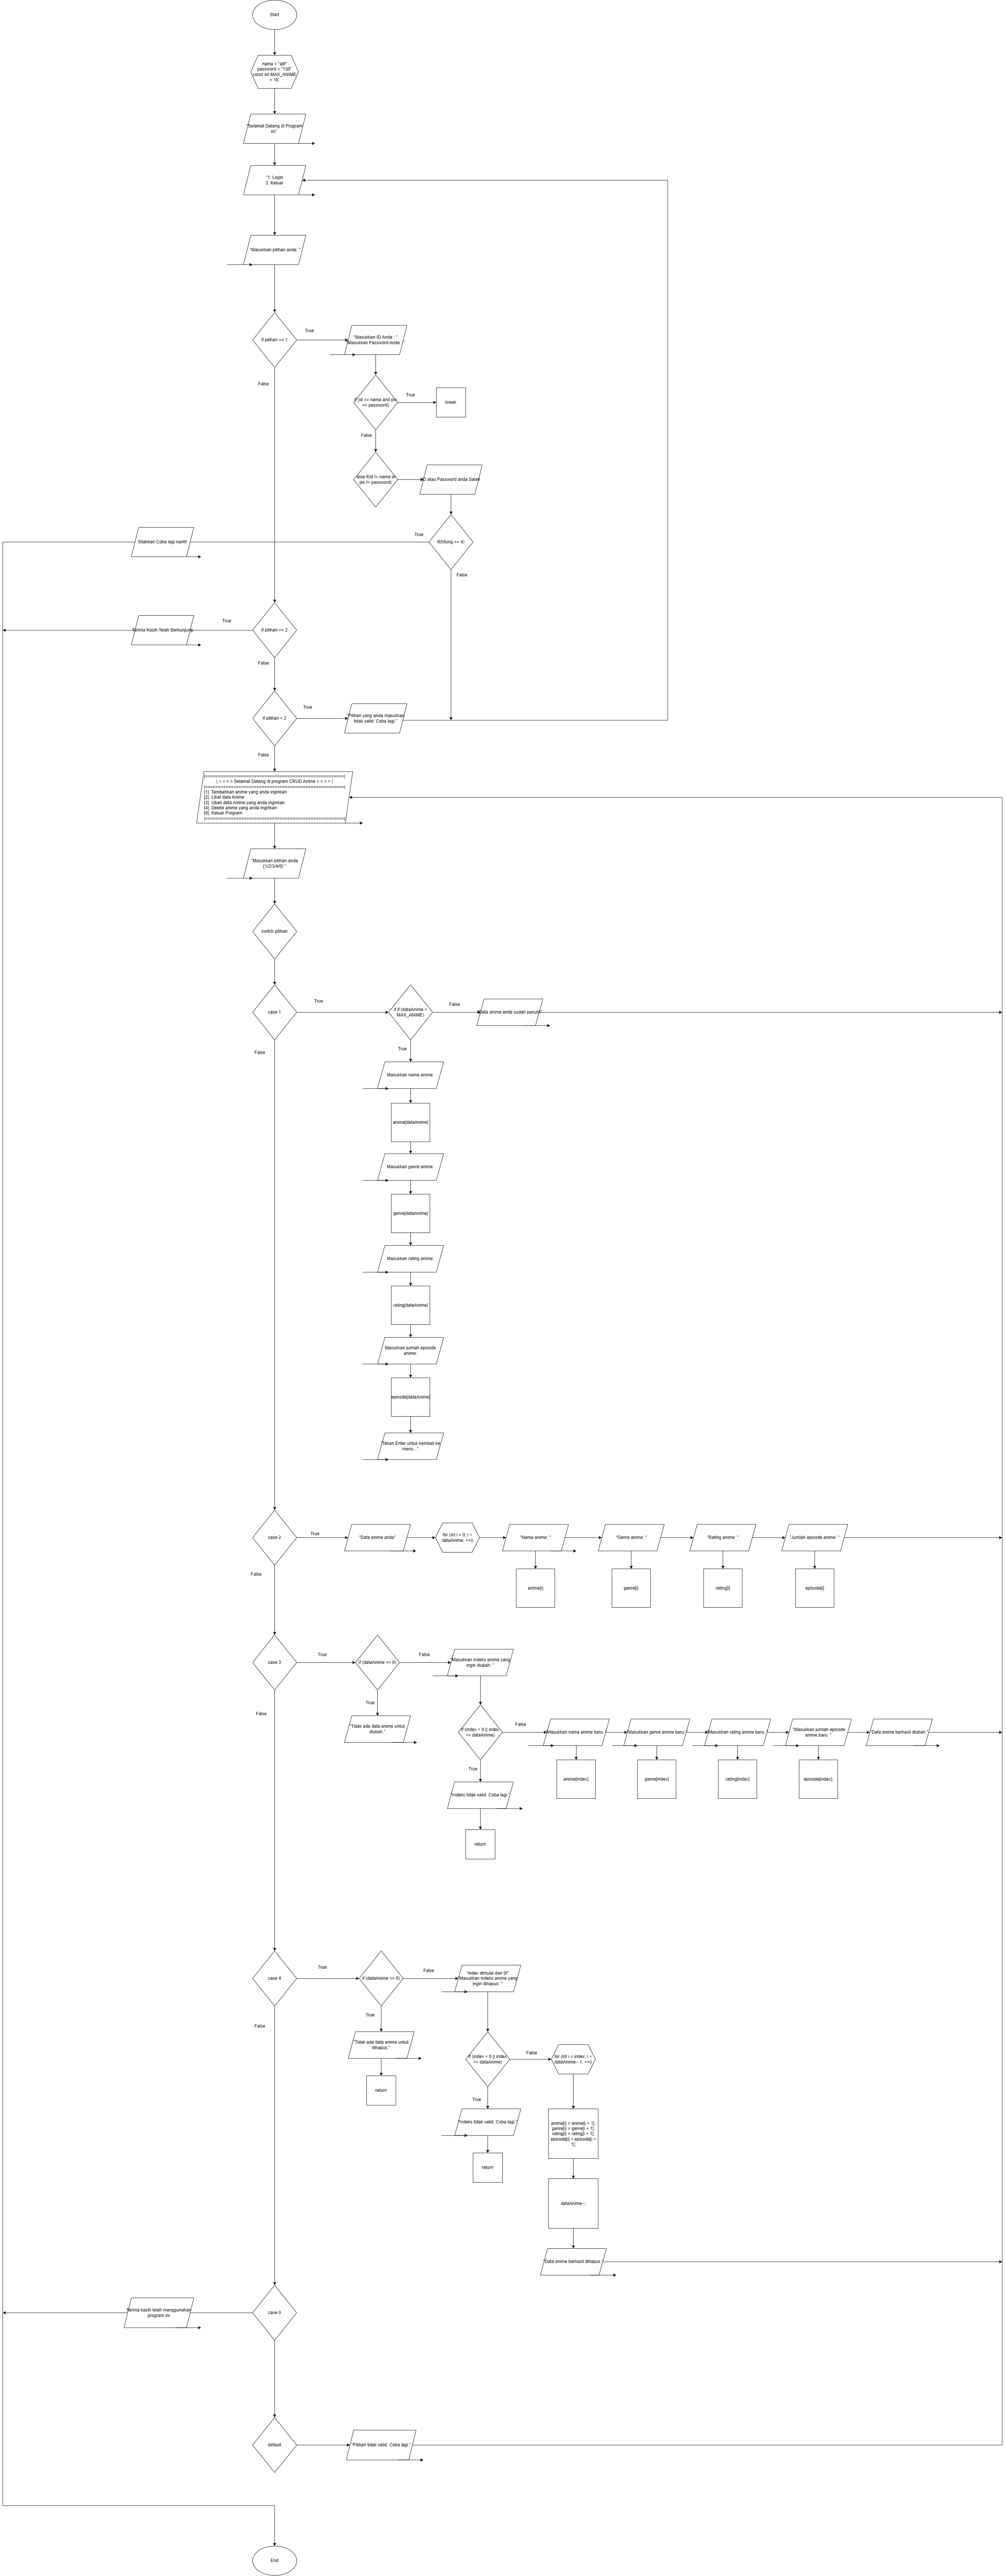 Start
nama = "alif"
password = "130"
const int MAX_ANIME
= 10;
"Selamat Datang di Program
ini"
"1. Login
2. Keluar
"Masukkan pilihan anda: "
if pilihan == 1
True
"Masukkan ID Anda : "
Masukkan Password Anda : "
False
if (id == nama and pw
== password)
True
break
False
else if(id != nama or
pw != password)
ID atau Password anda Salah
if(hitung == 4)
True
Silahkan Coba lagi nanti!
False
if pilihan == 2
True
Terima Kasih Telah Berkunjung
False
if pilihan > 2
True
"Pilihan yang anda masukkan
tidak valid. Coba lagi."
False
|======================================================|
| = = = = Selamat Datang di program CRUD Anime = = = = |
|======================================================|
[1]. Tambahkan anime yang anda inginkan
[2]. Lihat data Anime
[3]. Ubah data Anime yang anda inginkan
[4]. Delete anime yang anda inginkan
[0]. Keluar Program
|======================================================|
"Masukkan pilihan anda
[1/2/3/4/0]:"
switch pilihan
case 1
True
if if (dataAnime <
MAX_ANIME)
False
"Data anime anda sudah penuh!"
True
False
Masukkan nama anime:
anime[dataAnime]
Masukkan genre anime:
genre[dataAnime]
Masukkan rating anime:
rating[dataAnime]
Masukkan jumlah episode
anime:
episode[dataAnime]
"Tekan Enter untuk kembali ke
menu..."
case 2
True
"Data anime anda"
for (int i = 0; i <
dataAnime; ++i)
"Nama anime: "
"Genre anime: "
"Rating anime: "
"Jumlah episode anime: "
False
anime[i]
genre[i]
rating[i]
episode[i]
case 3
True
if (dataAnime == 0)
False
"Masukkan indeks anime yang
ingin diubah: "
True
False
"Tidak ada data anime untuk
diubah."
if (index < 0 || index
>= dataAnime)
False
"Masukkan nama anime baru: "
"Masukkan genre anime baru: "
"Masukkan rating anime baru: "
"Masukkan jumlah episode
anime baru: "
"Data anime berhasil diubah."
True
anime[index]
genre[index]
rating[index]
episode[index];
"Indeks tidak valid. Coba lagi."
return
case 4
True
if (dataAnime == 0)
False
"index dimulai dari 0!"
"Masukkan indeks anime yang
ingin dihapus: "
True
False
"Tidak ada data anime untuk
dihapus."
return
if (index < 0 || index
>= dataAnime)
False
for (int i = index; i <
dataAnime - 1; ++i)
True
"Indeks tidak valid. Coba lagi."
return
anime[i] = anime[i + 1];
genre[i] = genre[i + 1];
rating[i] = rating[i + 1];
episode[i] = episode[i +
1];
dataAnime--;
"Data anime berhasil dihapus."
case 0
Terima kasih telah menggunakan
program ini
default
"Pilihan tidak valid. Coba lagi."
End